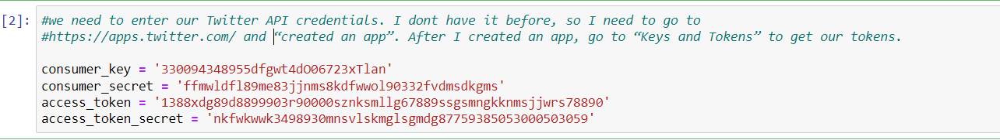 [2]: #we need to enter our Twitter API credentials. I dont have it before, so I need to go to
#https://apps.twitter.com/ and “created an app”. After I created an app, go to “Keys and Tokens” to get our tokens.
consumer_key = '330094348955dfgwt4dO06723xTlan'
consumer_secret = 'ffmwldfl89me83jjnms8kdfwwol90332fvdmsdkgms'
access_token = '1388xdg89d8899903r90000sznksmllg67889ssgsmngkknmsjjwrs78890'
access_token_secret = 'nkfwkwwk3498930mnsvlskmglsgmdg87759385053000503059'